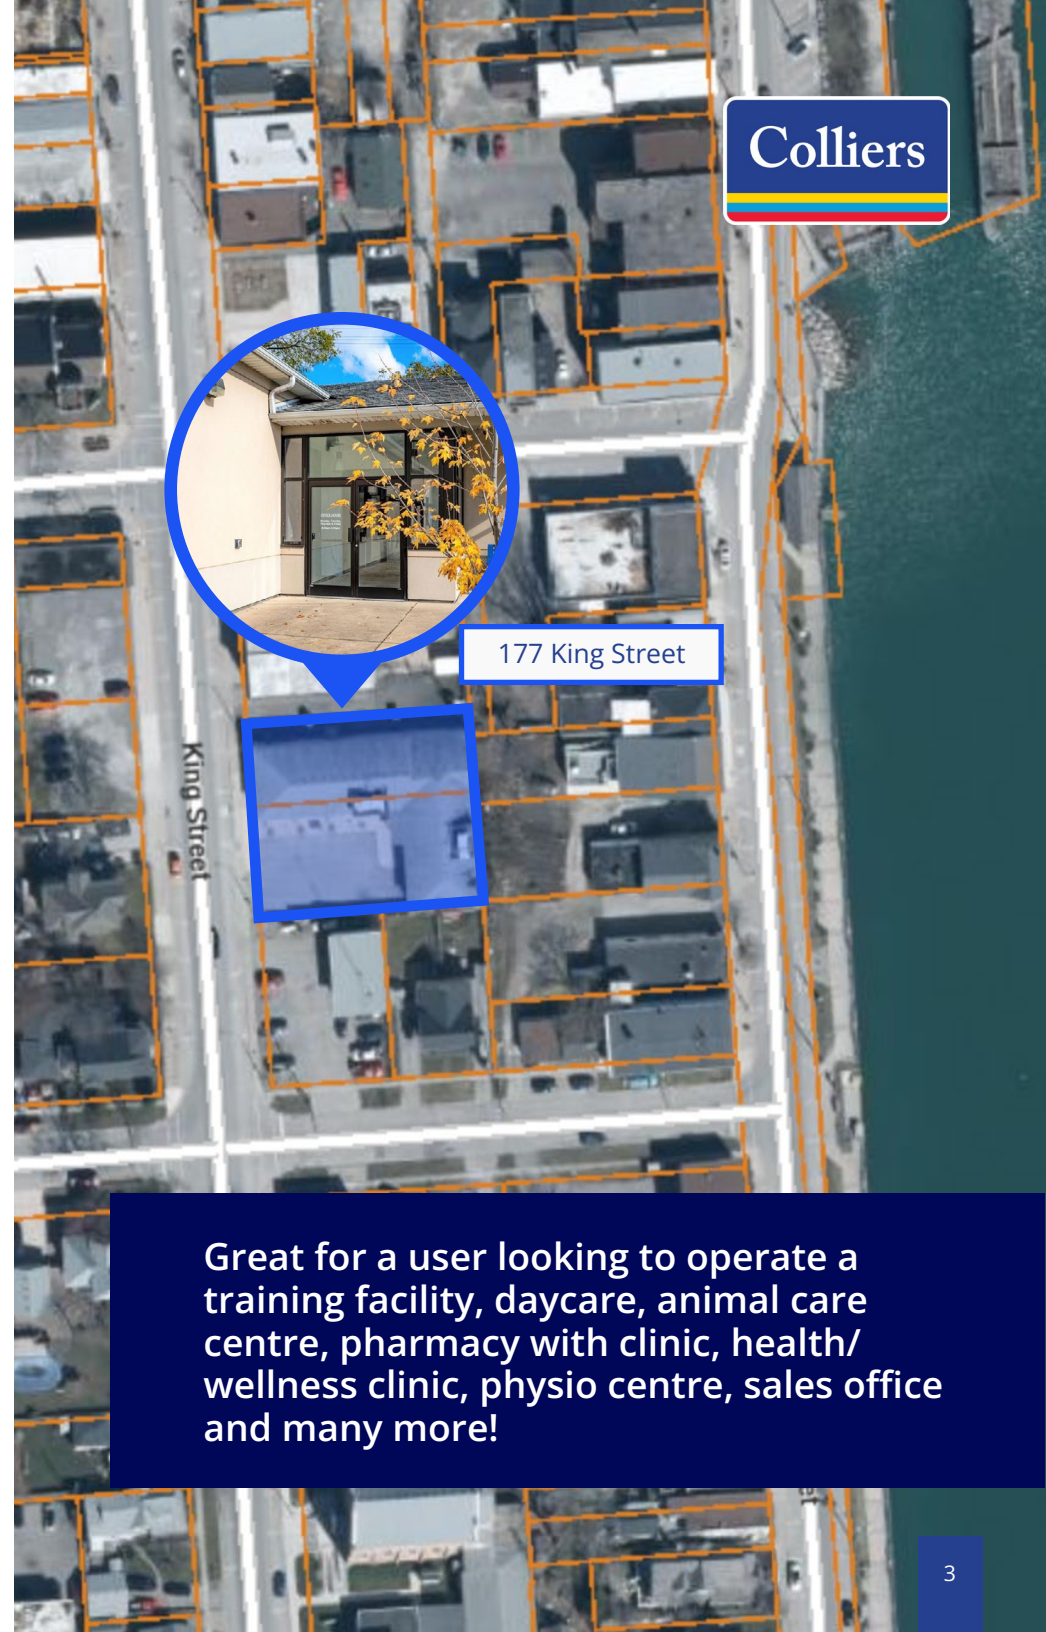 Colliers
177 King Street
King Street
Great for a user looking to operate a
training facility, daycare, animal care
centre, pharmacy with clinic, health/
wellness clinic, physio centre, sales office
and many more!
3